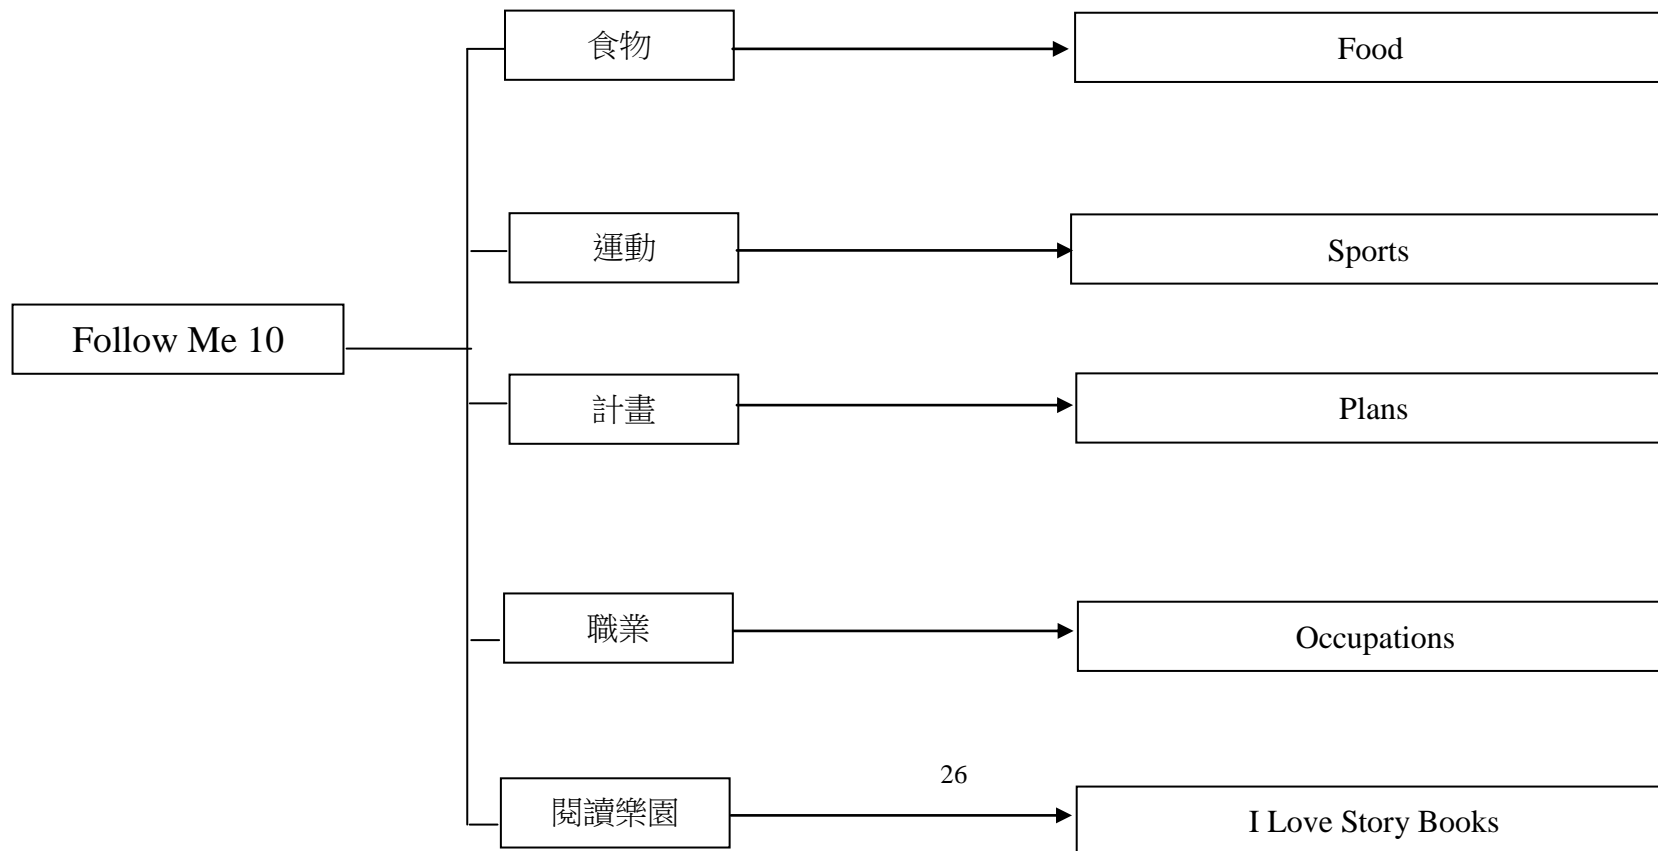 食物
Food
運動
Sports
Follow Me 10
計畫
Plans
職業
Occupations
26
閱讀樂園
I Love Story Books